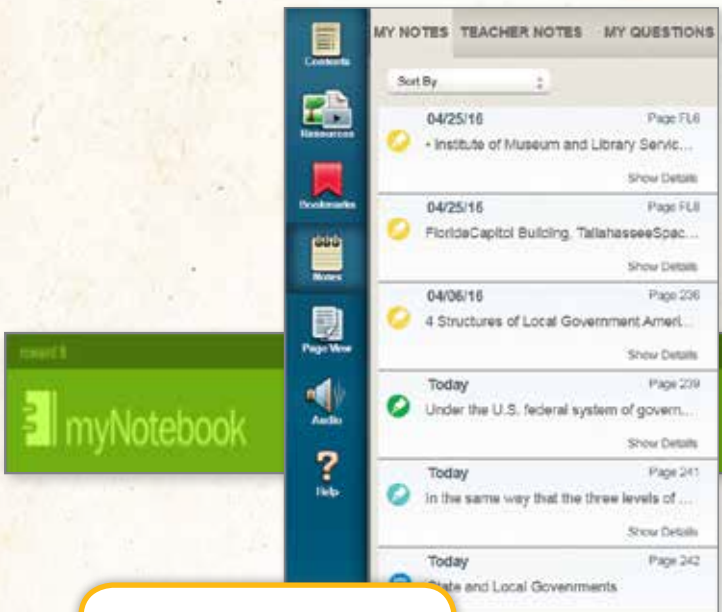 Contents
Resources
Bookmarks
Notes
Page View
Audio
Help
myNotebook
MY NOTES TEACHER NOTES MY QUESTIONS
Sort By
04/25/16 Page FL6
• Institute of Museum and Library Servic...
Show Details
04/25/16 Page FL8
FloridaCapitol Building, TallahasseeSpac...
Show Details
04/06/16 Page 236
4 Structures of Local Government Ameri...
Show Details
Today Page 239
Under the U.S. federal system of govern...
Show Details
Today Page 241
In the same way that the three levels of ...
Show Details
Today Page 242
State and Local Governments